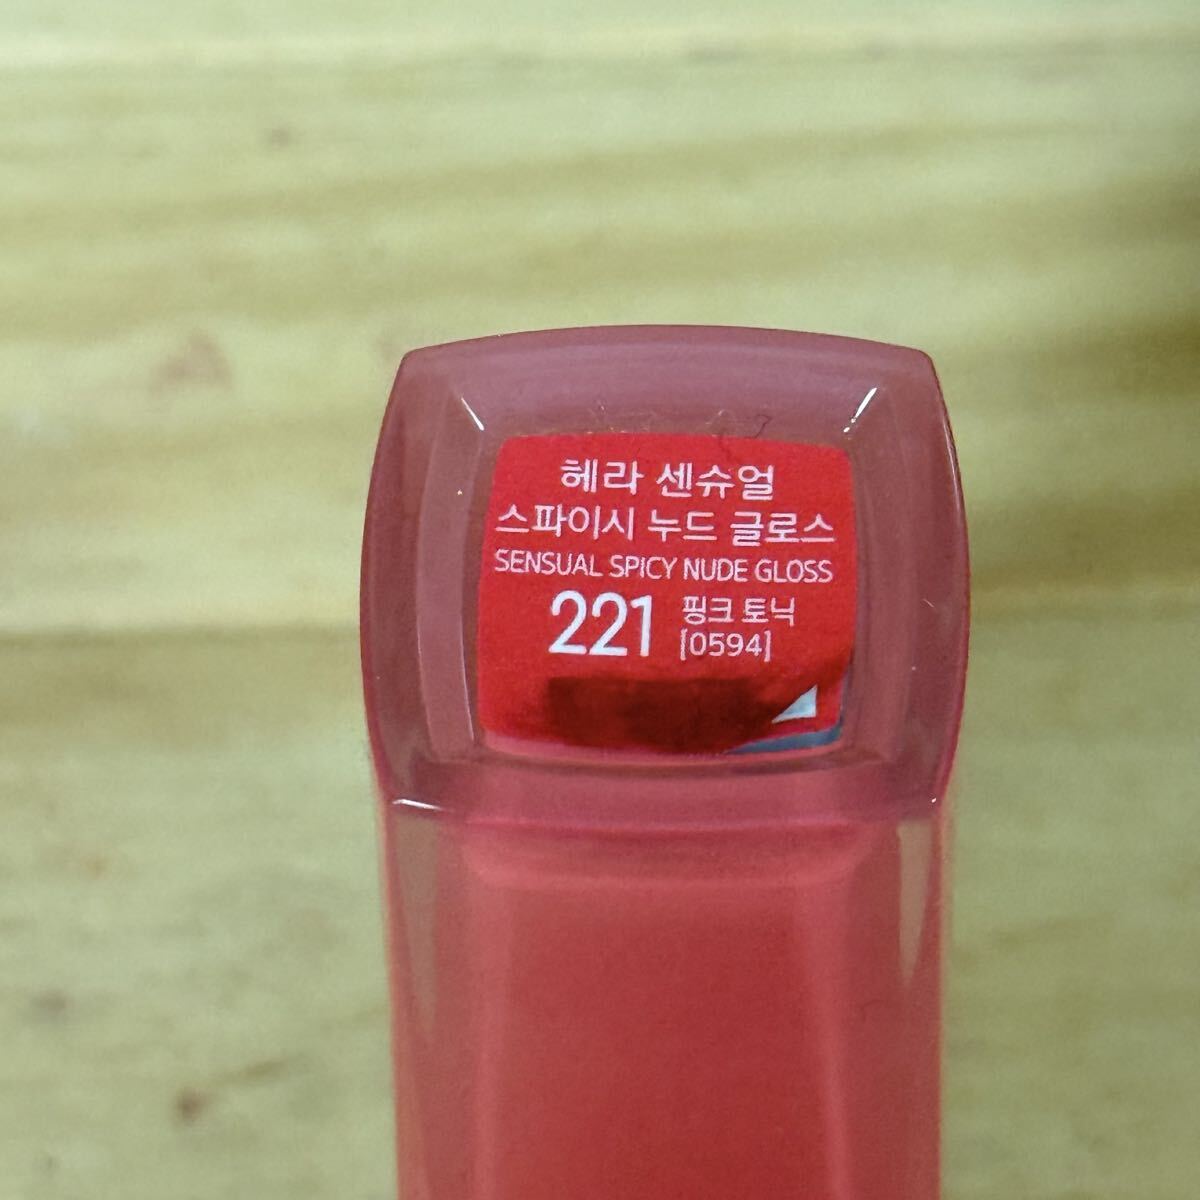 헤라 센슈얼
스파이시 누드 글로스
SENSUAL SPICY NUDE GLOSS
221 핑크 토닉
[0594]